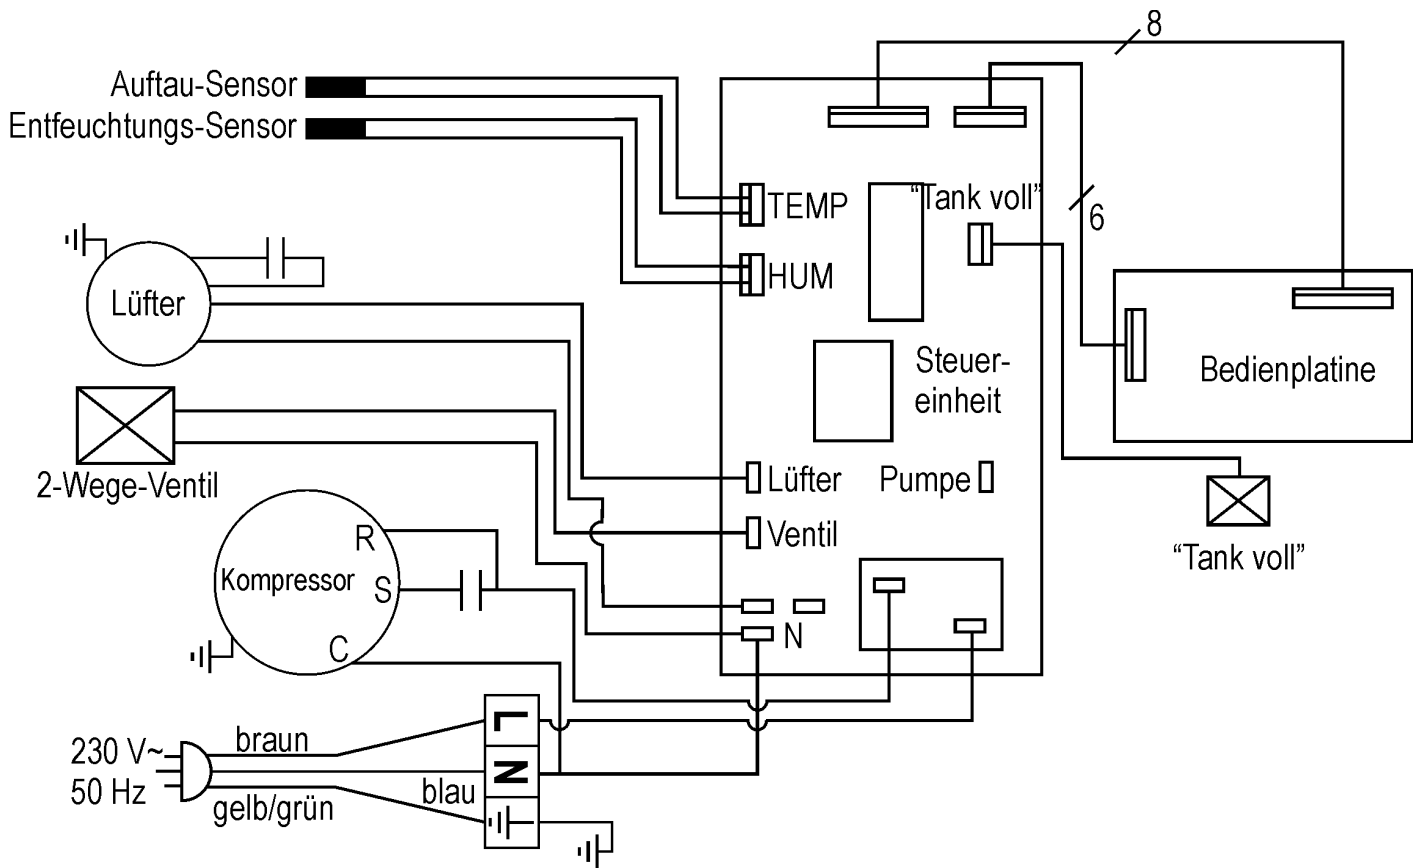 8
Auftau-Sensor
Entfeuchtungs-Sensor
TEMP
“Tank voll”
6
HUM
Lüfter
Steuer-
einheit
Bedienplatine
2-Wege-Ventil
Lüfter
Pumpe
Ventil
“Tank voll”
R
Kompressor
S
C
N
L
braun
230 V~
N
50 Hz
blau
gelb/grün